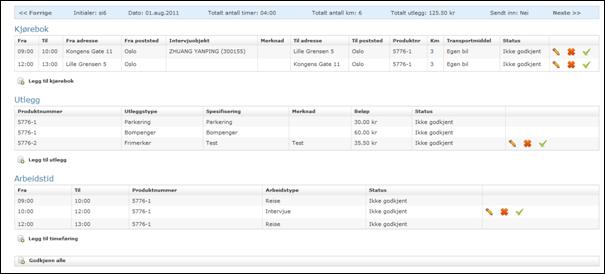 << Forrige Initialer: si6 Dato: 01.aug.2011 Totalt antall timer: 04:00 Totalt antall km: 6 Totalt utlegg: 125.50 kr Sendt inn: Nei Neste >>
Kjørebok
Fra Til Fra adresse Fra poststed Intervjuobjekt Merknad Til adresse Til poststed Produktnr Km Transportmiddel Status
09:00 10:00 Kongens Gate 11 Oslo ZHUANG YANPING (300155) Lille Grensen 5 Oslo 5776-1 3 Egen bil Ikke godkjent
12:00 13:00 Lille Grensen 5 Oslo Kongens Gate 11 Oslo 5776-1 3 Egen bil Ikke godkjent
Legg til kjørebok
Utlegg
Produktnummer Utleggstype Spesifisering Merknad Beløp Status
5776-1 Parkering Parkering 30.00 kr Ikke godkjent
5776-1 Bompenger Bompenger 60.00 kr Ikke godkjent
5776-2 Frimerker Test Test 35.50 kr Ikke godkjent
Legg til utlegg
Arbeidstid
Fra Til Produktnummer Arbeidstype Status
09:00 10:00 5776-1 Reise Ikke godkjent
10:00 12:00 5776-1 Intervjue Ikke godkjent
12:00 13:00 5776-1 Reise Ikke godkjent
Legg til timeføring
Godkjenn alle